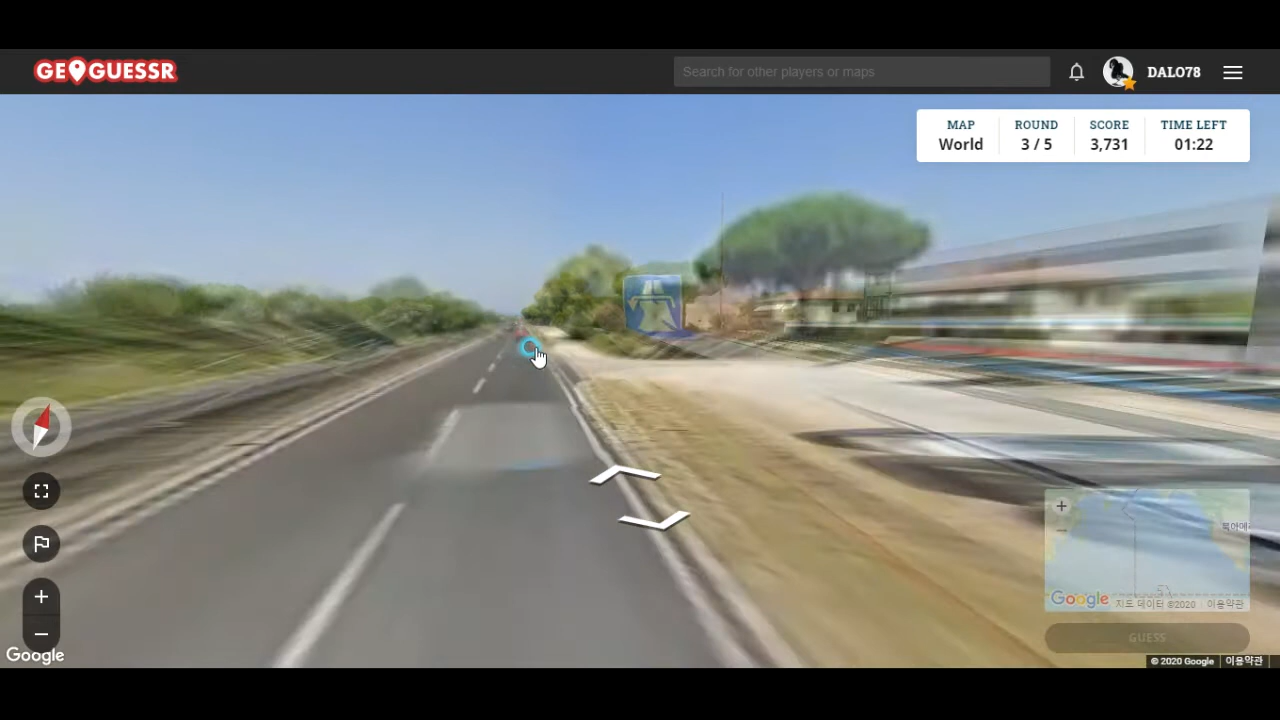 GEOGUESSR
Search for other players or maps
DALO78
MAP
World
ROUND
3 / 5
SCORE
3,731
TIME LEFT
01:22
Google
지도 데이터 ©2020
이용약관
GUESS
Google
© 2020 Google
이용약관